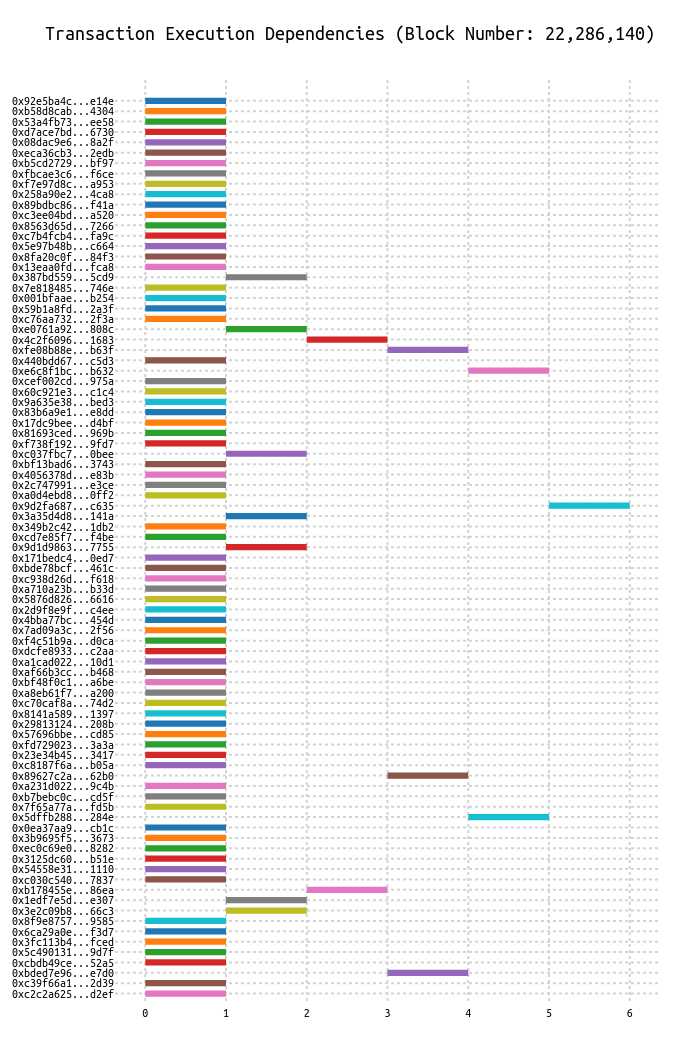 Transaction Execution Dependencies (Block Number: 22,286,140)
0x92e5ba4c...e14e
0xb58d8cab...4304
0x53a4fb73...ee58
0xd7ace7bd...6730
0x08dac9e6...8a2f
0xeca36cb3...2edb
0xb5cd2729...bf97
0xfbcae3c6...f6ce
0xf7e97d8c...a953
0x258a90e2...4ca8
0x89bdbc86...f41a
0xc3ee04bd...a520
0x8563d65d...7266
0xc7b4fcb4...fa9c
0x5e97b48b...c664
0x8fa20c0f...84f3
0x13eaa0fd...fca8
0x387bd559...5cd9
0x7e818485...746e
0x001bfaae...b254
0x59b1a8fd...2a3f
0xc76aa732...2f3a
0xe0761a92...808c
0x4c2f6096...1683
0xfe08b88e...b63f
0x440bdd67...c5d3
0xe6c8f1bc...b632
0xcef002cd...975a
0x60c921e3...c1c4
0x9a635e38...bed3
0x83b6a9e1...e8dd
0x17dc9bee...d4bf
0x81693ced...969b
0xf738f192...9fd7
0xc037fbc7...0bee
0xbf13bad6...3743
0x4056378d...e83b
0x2c747991...e3ce
0xa0d4ebd8...0ff2
0x9d2fa687...c635
0x3a35d4d8...141a
0x349b2c42...1db2
0xcd7e85f7...f4be
0x9d1d9863...7755
0x171bedc4...0ed7
0xbde78bcf...461c
0xc938d26d...f618
0xa710a23b...b33d
0x5876d826...6616
0x2d9f8e9f...c4ee
0x4bba77bc...454d
0x7ad09a3c...2f56
0xf4c51b9a...d0ca
0xdcfe8933...c2aa
0xa1cad022...10d1
0xaf66b3cc...b468
0xbf48f0c1...a6be
0xa8eb61f7...a200
0xc70caf8a...74d2
0x8141a589...1397
0x29813124...208b
0x57696bbe...cd85
0xfd729023...3a3a
0x23e34b45...3417
0xc8187f6a...b05a
0x89627c2a...62b0
0xa231d022...9c4b
0xb7bebc0c...cd5f
0x7f65a77a...fd5b
0x5dffb288...284e
0x0ea37aa9...cb1c
0x3b9695f5...3673
0xec0c69e0...8282
0x3125dc60...b51e
0x54558e31...1110
0xc030c540...7837
0xb178455e...86ea
0x1edf7e5d...e307
0x3e2c09b8...66c3
0x8f9e8757...9585
0x6ca29a0e...f3d7
0x3fc113b4...fced
0x5c490131...9d7f
0xcbdb49ce...52a5
0xbded7e96...e7d0
0xc39f66a1...2d39
0xc2c2a625...d2ef
0 1 2 3 4 5 6